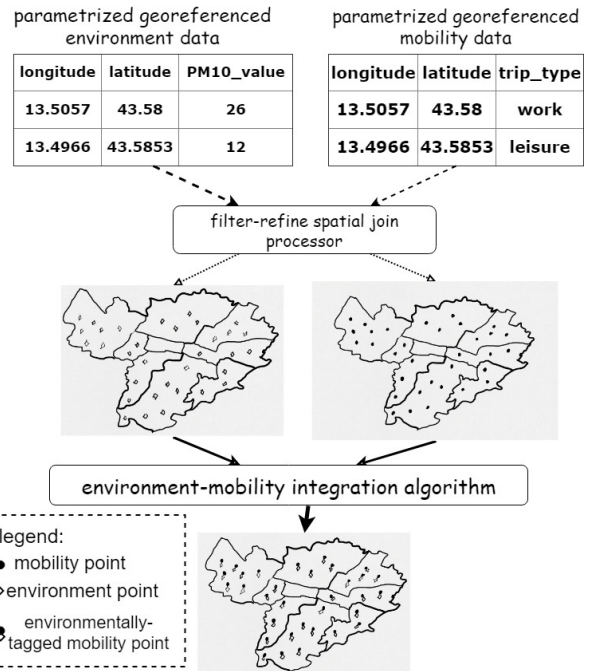 parametrized georeferenced
environment data
longitude latitude PM10_value
13.5057 43.58 26
13.4966 43.5853 12
parametrized georeferenced
mobility data
longitude latitude trip_type
13.5057 43.58 work
13.4966 43.5853 leisure
filter-refine spatial join
processor
environment-mobility integration algorithm
legend:
mobility point
environment point
environmentally-
tagged mobility point